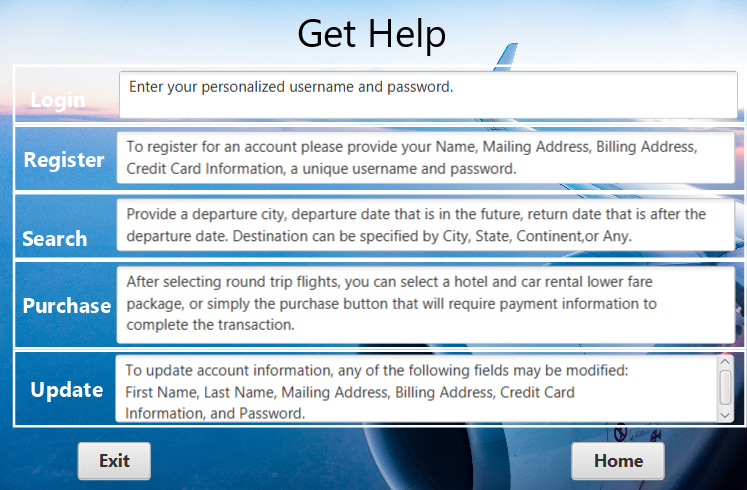 Get Help
Login
Enter your personalized username and password.
Register
To register for an account please provide your Name, Mailing Address, Billing Address,
Credit Card Information, a unique username and password.
Search
Provide a departure city, departure date that is in the future, return date that is after the
departure date. Destination can be specified by City, State, Continent,or Any.
Purchase
After selecting round trip flights, you can select a hotel and car rental lower fare
package, or simply the purchase button that will require payment information to
complete the transaction.
Update
To update account information, any of the following fields may be modified:
First Name, Last Name, Mailing Address, Billing Address, Credit Card
Information, and Password.
Exit
Home